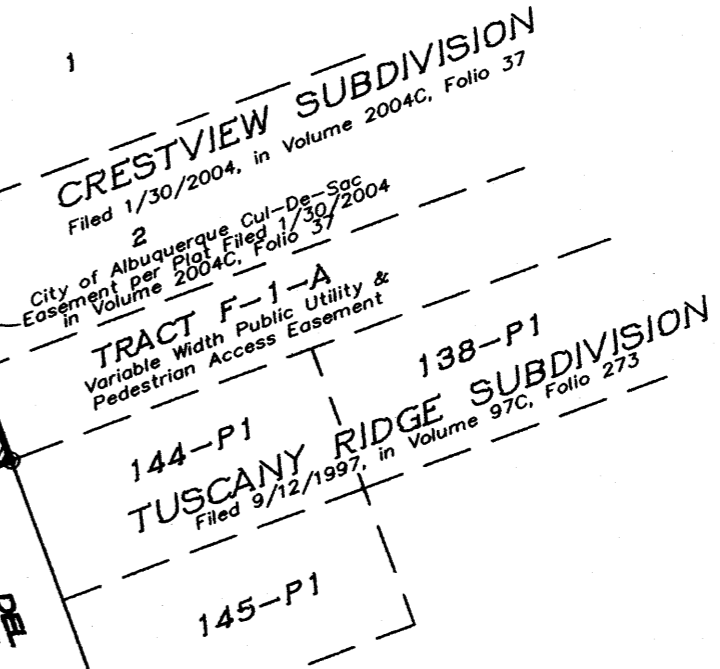 1
CRESTVIEW SUBDIVISION
Filed 1/30/2004, in Volume 2004C, Folio 37
2
City of Albuquerque Cul-De-Sac
Easement per Plat Filed 1/30/2004
in Volume 2004C, Folio 37
TRACT F-1-A
Variable Width Public Utility &
Pedestrian Access Easement
138-P1
144-P1
TUSCANY RIDGE SUBDIVISION
Filed 9/12/1997, in Volume 97C, Folio 273
145-P1
DEL